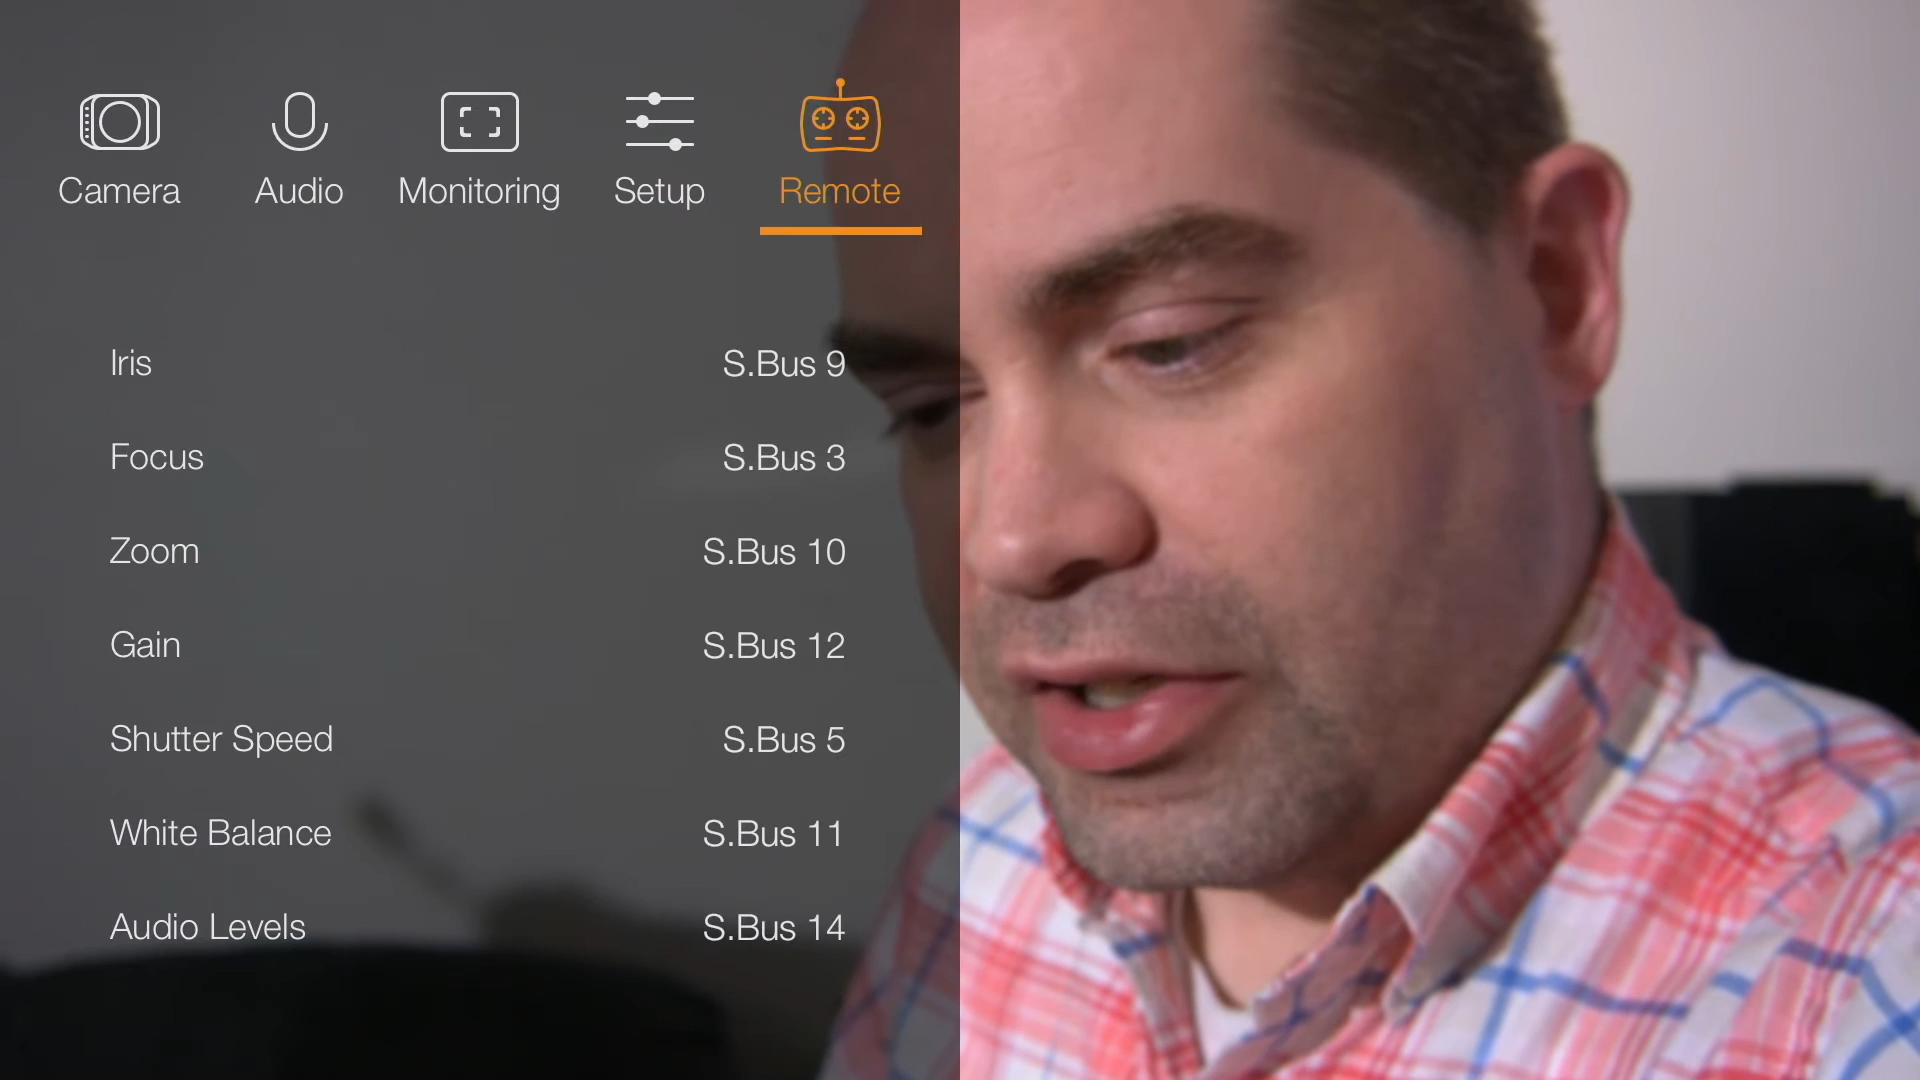 Camera Audio Monitoring Setup Remote
Iris S.Bus 9
Focus S.Bus 3
Zoom S.Bus 10
Gain S.Bus 12
Shutter Speed S.Bus 5
White Balance S.Bus 11
Audio Levels S.Bus 14